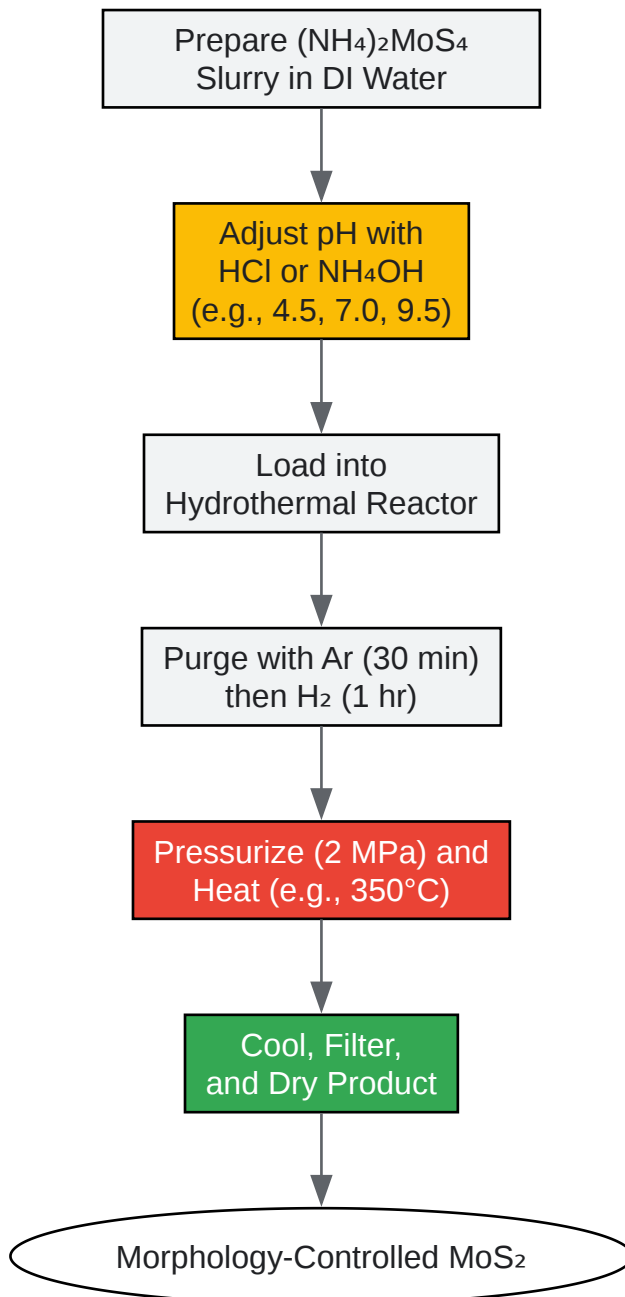 Prepare (NH₄)₂MoS₄
Slurry in DI Water
Adjust pH with
HCl or NH₄OH
(e.g., 4.5, 7.0, 9.5)
Load into
Hydrothermal Reactor
Purge with Ar (30 min)
then H₂ (1 hr)
Pressurize (2 MPa) and
Heat (e.g., 350°C)
Cool, Filter,
and Dry Product
Morphology-Controlled MoS₂